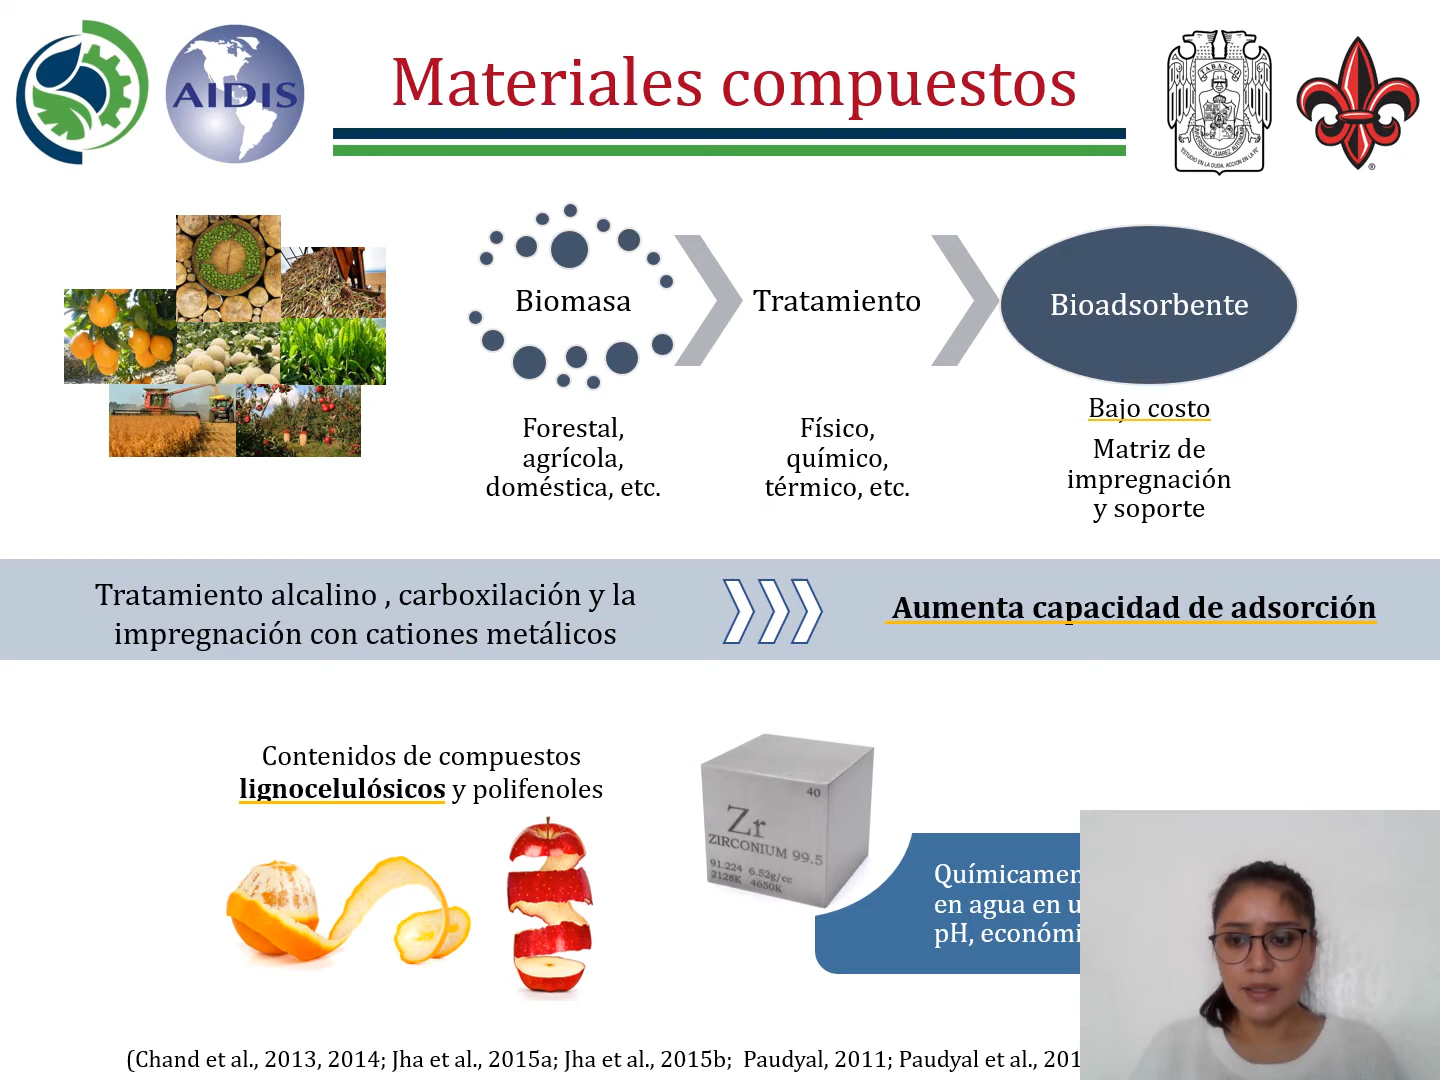 AIDIS
Materiales compuestos
Biomasa
Tratamiento
Bioadsorbente
Forestal,
agrícola,
doméstica, etc.
Físico,
químico,
térmico, etc.
Bajo costo
Matriz de
impregnación
y soporte
Tratamiento alcalino , carboxilación y la
impregnación con cationes metálicos
Aumenta capacidad de adsorción
Contenidos de compuestos
lignocelulósicos y polifenoles
40
Zr
ZIRCONIUM 99.5
91.224 6.52g/cc
2128K 4650K
en agua en
pH,
(Chand et al., 2013, 2014; Jha et al., 2015a; Jha et al., 2015b; Paudyal, 2011; Paudyal et al.,